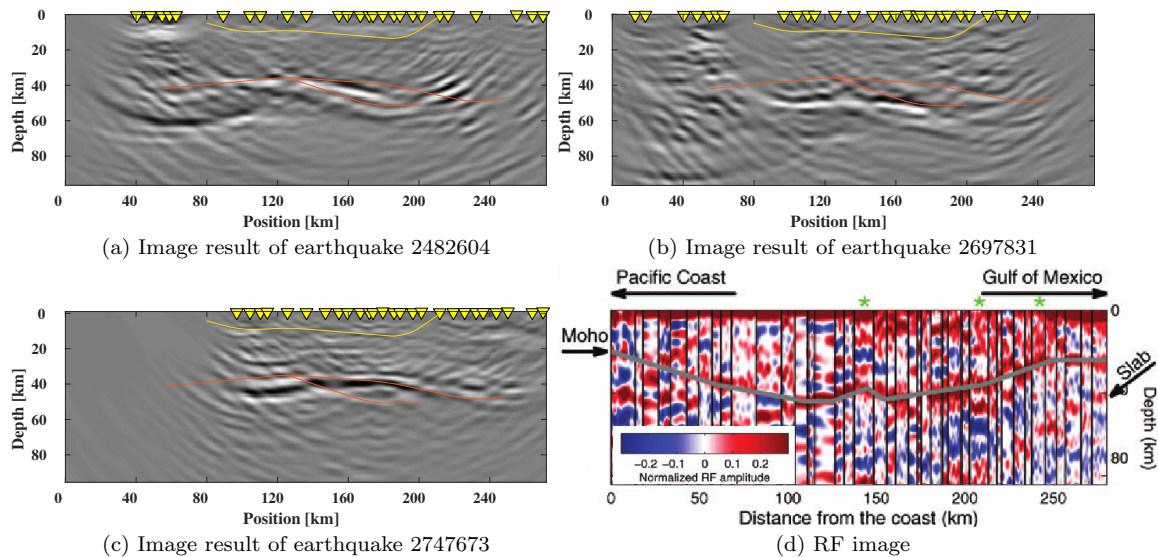 0
20
40
60
80
Depth [km]
0 40 80 120 160 200 240
Position [km]
(a) Image result of earthquake 2482604
0
20
40
60
80
Depth [km]
0 40 80 120 160 200 240
Position [km]
(b) Image result of earthquake 2697831
0
20
40
60
80
Depth [km]
0 40 80 120 160 200 240
Position [km]
(c) Image result of earthquake 2747673
Pacific Coast Gulf of Mexico
* * *
Moho
Slab
0
80
Depth (km)
-0.2 -0.1 0 0.1 0.2
Normalized RF amplitude
0 50 100 150 200 250
Distance from the coast (km)
(d) RF image